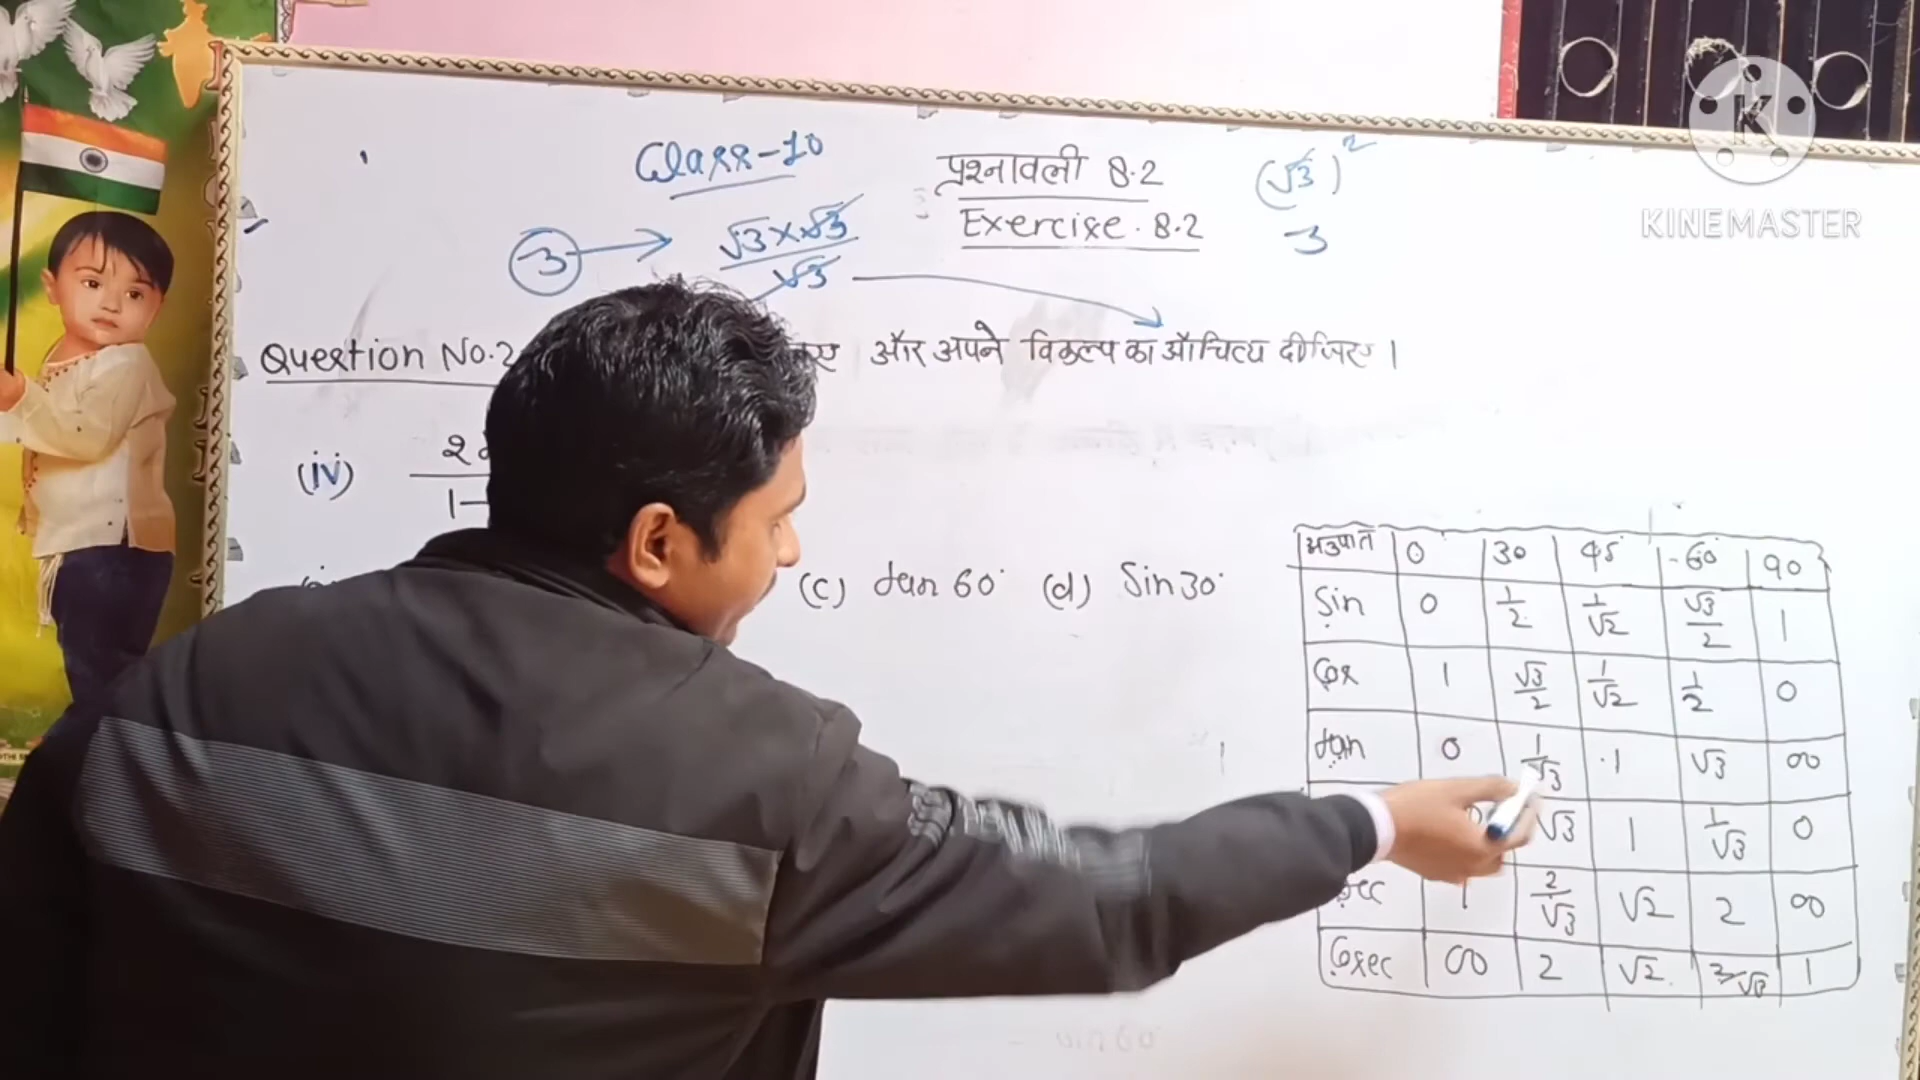 Class-10
प्रश्नावली 8.2
(√3)²
Exercise. 8.2
3
3 → √3×√3
√3
KINEMASTER
Question No.2
और अपने विकल्प का औचित्य दीजिए।
(iv)
2
1-
(c) tan 60° (d) Sin 30°
अनुपात 0 30 45 60 90
Sin 0 1/2 1/√2 √3/2 1
Cos 1 √3/2 1/√2 1/2 0
tan 0 1/√3 1 √3 ∞
√3 1 1/√3 0
1 2/√3 √2 2 ∞
Cosec ∞ 2 √2 2/√3 1